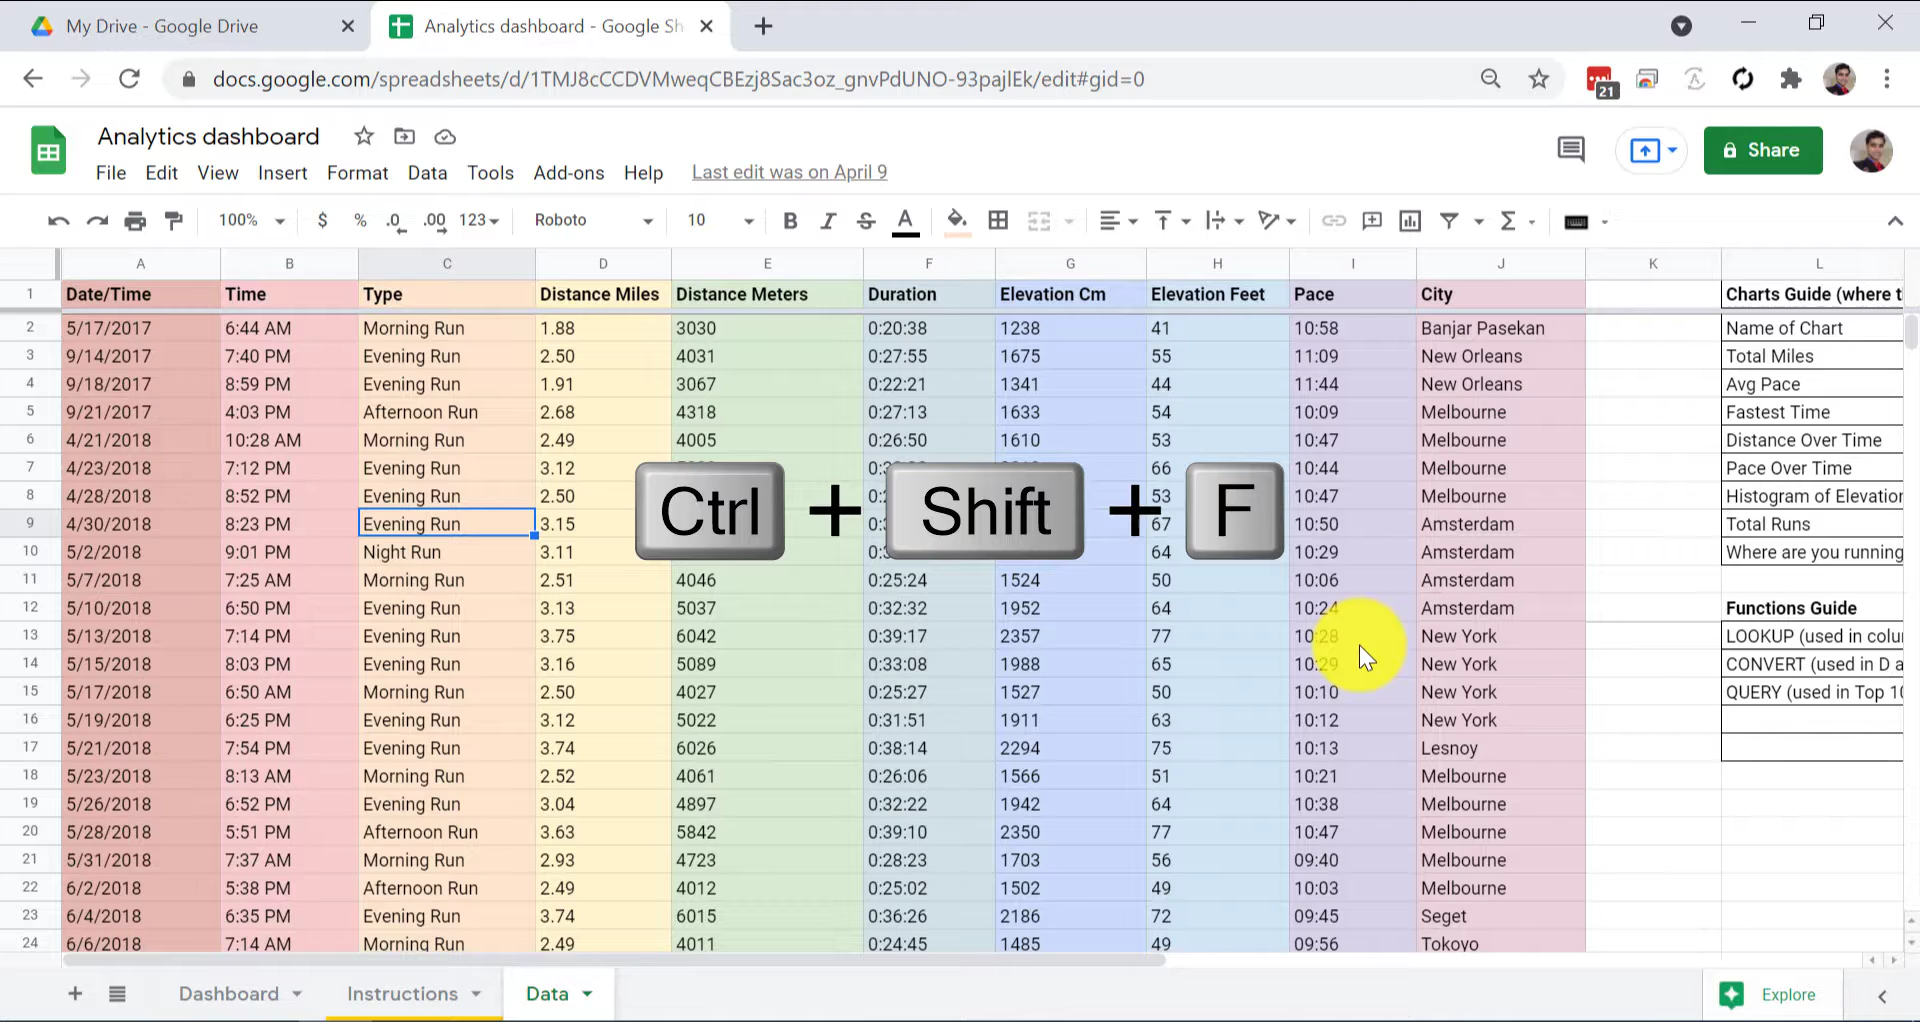 My Drive - Google Drive
Analytics dashboard - Google Sh
docs.google.com/spreadsheets/d/1TMJ8cCCDVMweqCBEzj8Sac3oz_gnvPdUNO-93pajlEk/edit#gid=0
21
Analytics dashboard
File Edit View Insert Format Data Tools Add-ons Help Last edit was on April 9
Share
100% $ % .0 .00 123 Roboto 10 B I S A
A B C D E F G H I J K L
1 Date/Time Time Type Distance Miles Distance Meters Duration Elevation Cm Elevation Feet Pace City Charts Guide (where t
2 5/17/2017 6:44 AM Morning Run 1.88 3030 0:20:38 1238 41 10:58 Banjar Pasekan Name of Chart
3 9/14/2017 7:40 PM Evening Run 2.50 4031 0:27:55 1675 55 11:09 New Orleans Total Miles
4 9/18/2017 8:59 PM Evening Run 1.91 3067 0:22:21 1341 44 11:44 New Orleans Avg Pace
5 9/21/2017 4:03 PM Afternoon Run 2.68 4318 0:27:13 1633 54 10:09 Melbourne Fastest Time
6 4/21/2018 10:28 AM Morning Run 2.49 4005 0:26:50 1610 53 10:47 Melbourne Distance Over Time
7 4/23/2018 7:12 PM Evening Run 3.12 66 10:44 Melbourne Pace Over Time
8 4/28/2018 8:52 PM Evening Run 2.50 53 10:47 Melbourne Histogram of Elevation
Ctrl + Shift + F
9 4/30/2018 8:23 PM Evening Run 3.15 67 10:50 Amsterdam Total Runs
10 5/2/2018 9:01 PM Night Run 3.11 64 10:29 Amsterdam Where are you running
11 5/7/2018 7:25 AM Morning Run 2.51 4046 0:25:24 1524 50 10:06 Amsterdam
12 5/10/2018 6:50 PM Evening Run 3.13 5037 0:32:32 1952 64 10:24 Amsterdam Functions Guide
13 5/13/2018 7:14 PM Evening Run 3.75 6042 0:39:17 2357 77 10:28 New York LOOKUP (used in colu
14 5/15/2018 8:03 PM Evening Run 3.16 5089 0:33:08 1988 65 10:29 New York CONVERT (used in D a
15 5/17/2018 6:50 AM Morning Run 2.50 4027 0:25:27 1527 50 10:10 New York QUERY (used in Top 10
16 5/19/2018 6:25 PM Evening Run 3.12 5022 0:31:51 1911 63 10:12 New York
17 5/21/2018 7:54 PM Evening Run 3.74 6026 0:38:14 2294 75 10:13 Lesnoy
18 5/23/2018 8:13 AM Morning Run 2.52 4061 0:26:06 1566 51 10:21 Melbourne
19 5/26/2018 6:52 PM Evening Run 3.04 4897 0:32:22 1942 64 10:38 Melbourne
20 5/28/2018 5:51 PM Afternoon Run 3.63 5842 0:39:10 2350 77 10:47 Melbourne
21 5/31/2018 7:37 AM Morning Run 2.93 4723 0:28:23 1703 56 09:40 Melbourne
22 6/2/2018 5:38 PM Afternoon Run 2.49 4012 0:25:02 1502 49 10:03 Melbourne
23 6/4/2018 6:35 PM Evening Run 3.74 6015 0:36:26 2186 72 09:45 Seget
24 6/6/2018 7:14 AM Morning Run 2.49 4011 0:24:45 1485 49 09:56 Tokoyo
Dashboard Instructions Data Explore